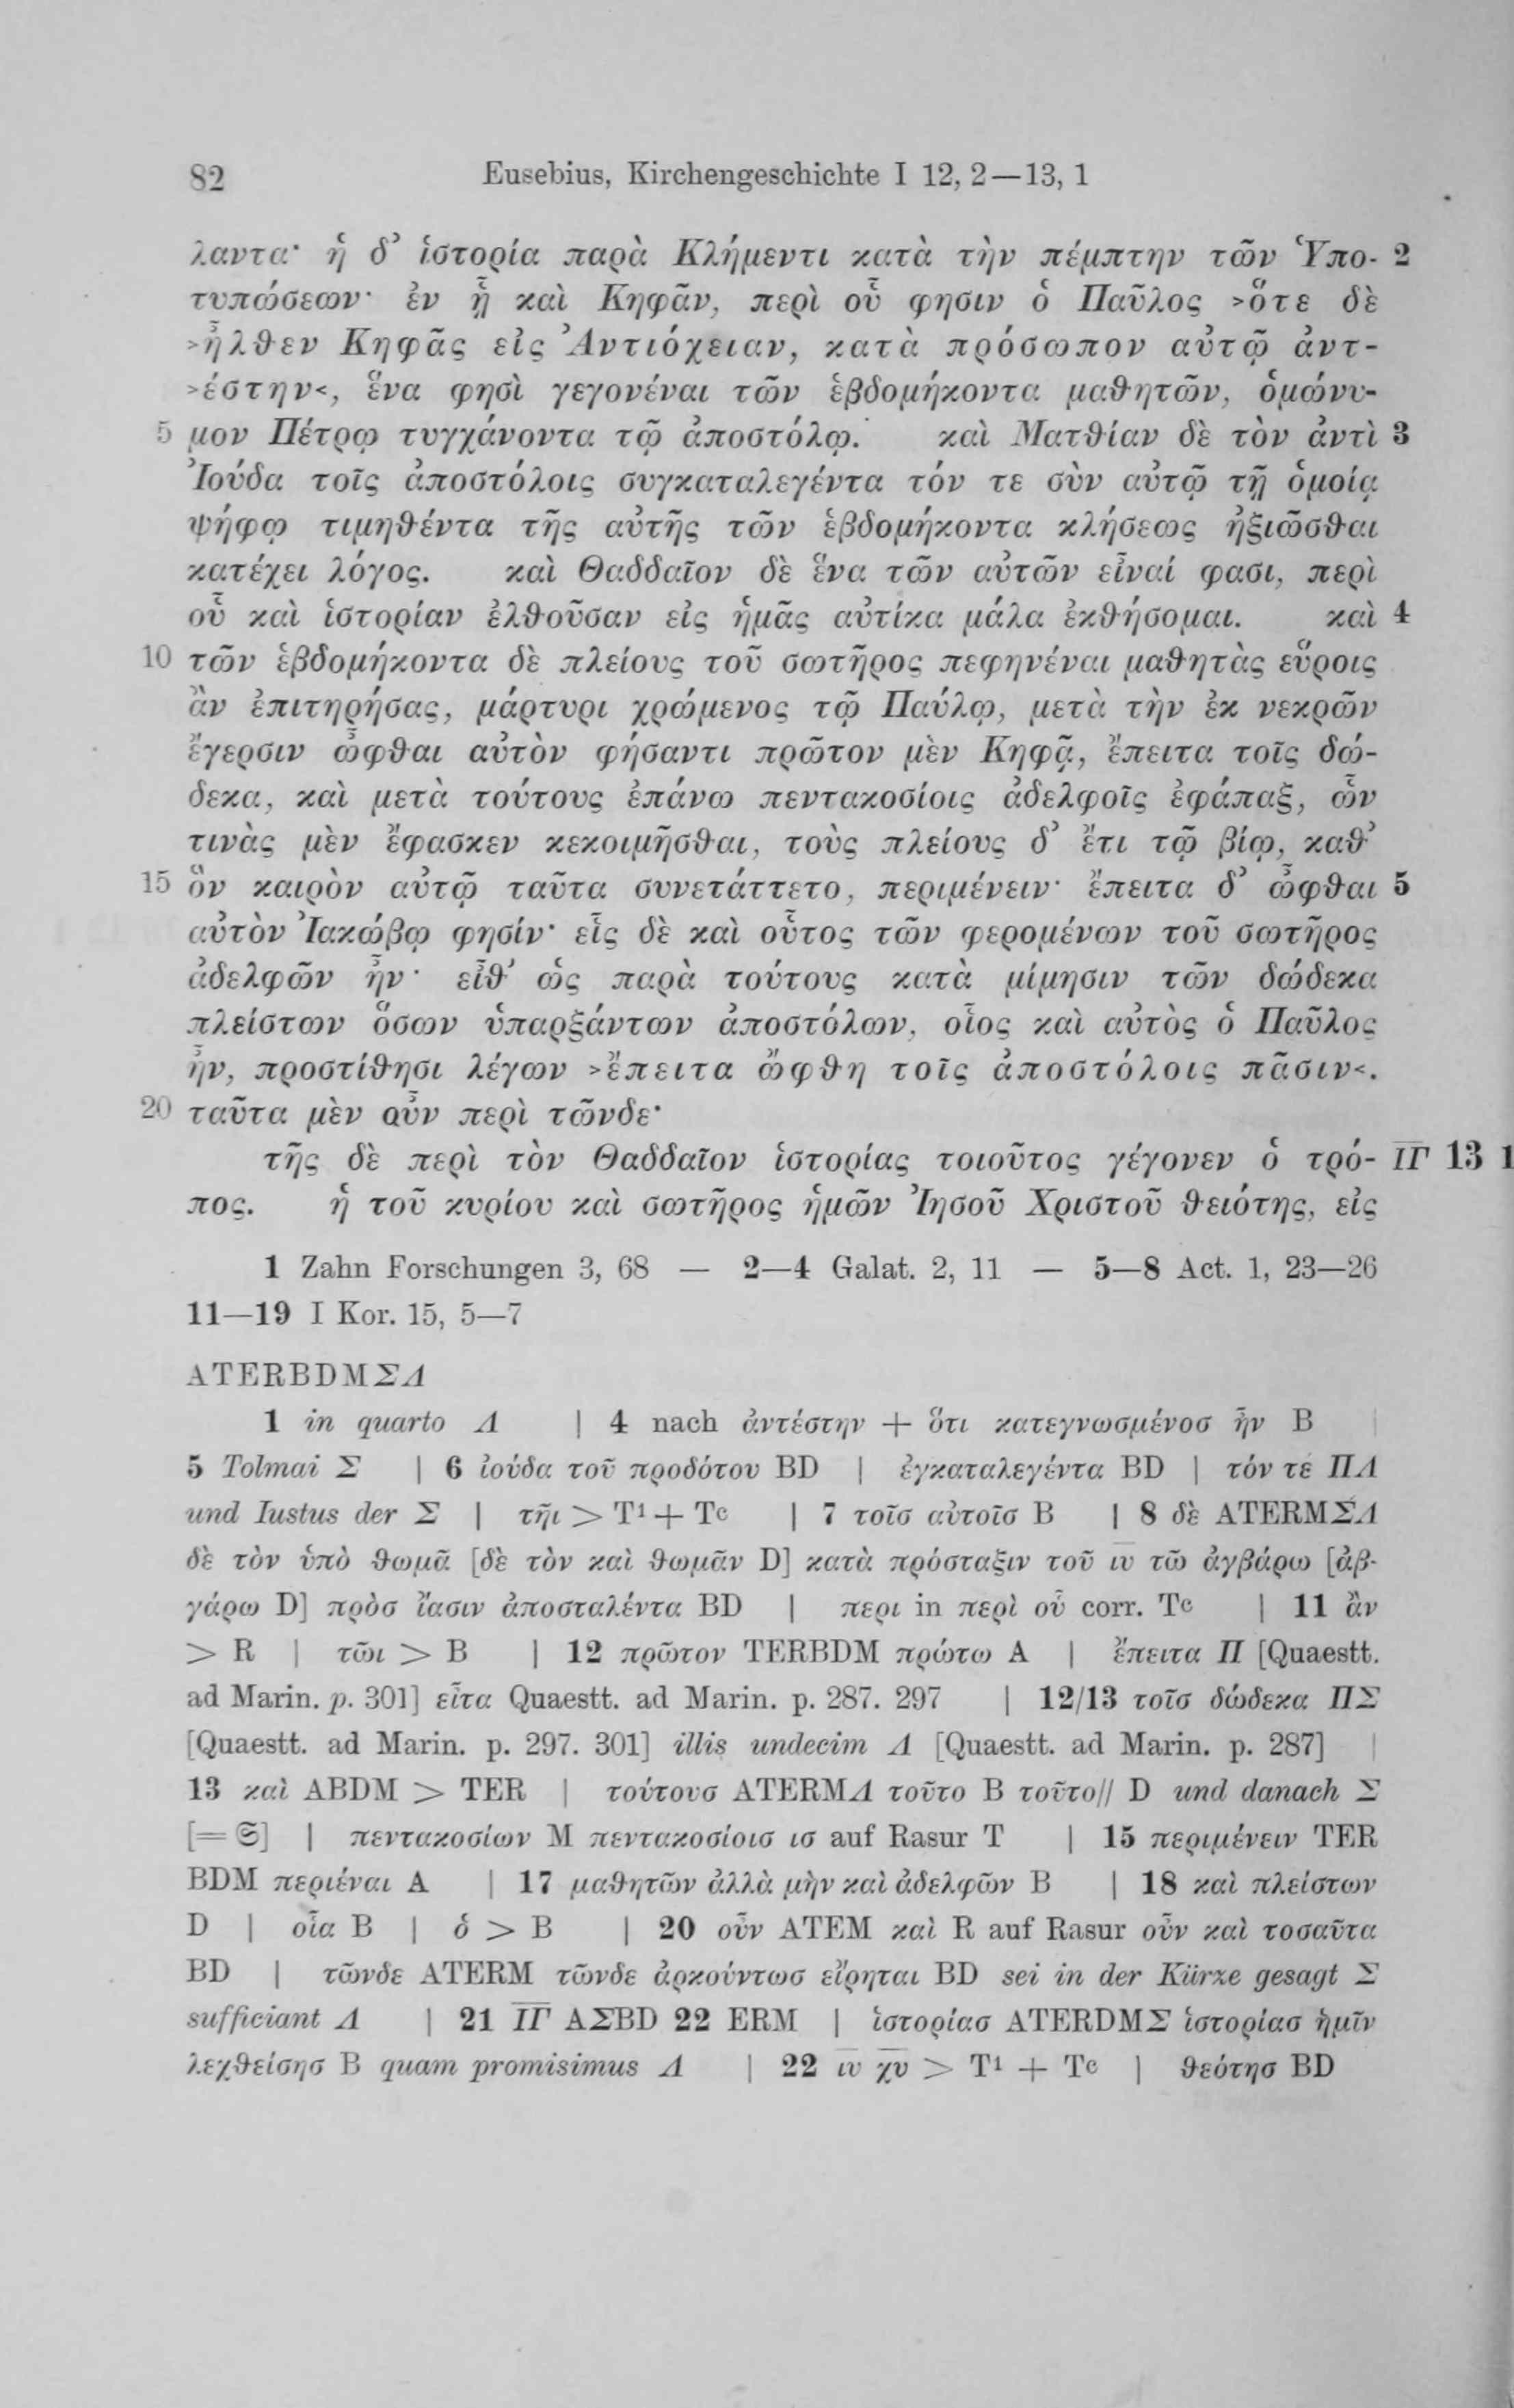 82 Eusebius, Kirchengeschichte I 12, 2—13, 1
λαντα· ἡ δ᾽ ἱστορία παρὰ Κλήμεντι κατὰ τὴν πέμπτην τῶν Ὑπο- 2
τυπώσεων· ἐν ᾗ καὶ Κηφᾶν, περὶ οὗ φησιν ὁ Παῦλος >ὅτε δὲ
>ἦλθεν Κηφᾶς εἰς Ἀντιόχειαν, κατὰ πρόσωπον αὐτῷ ἀντ-
>έστην<, ἕνα φησὶ γεγονέναι τῶν ἑβδομήκοντα μαθητῶν, ὁμώνυ-
5 μον Πέτρῳ τυγχάνοντα τῷ ἀποστόλῳ. καὶ Ματθίαν δὲ τὸν ἀντὶ 3
Ἰούδα τοῖς ἀποστόλοις συγκαταλεγέντα τόν τε σὺν αὐτῷ τῇ ὁμοίᾳ
ψήφῳ τιμηθέντα τῆς αὐτῆς τῶν ἑβδομήκοντα κλήσεως ἠξιῶσθαι
κατέχει λόγος. καὶ Θαδδαῖον δὲ ἕνα τῶν αὐτῶν εἶναί φασι, περὶ
οὗ καὶ ἱστορίαν ἐλθοῦσαν εἰς ἡμᾶς αὐτίκα μάλα ἐκθήσομαι. καὶ 4
10 τῶν ἑβδομήκοντα δὲ πλείους τοῦ σωτῆρος πεφηνέναι μαθητὰς εὕροις
ἂν ἐπιτηρήσας, μάρτυρι χρώμενος τῷ Παύλῳ, μετὰ τὴν ἐκ νεκρῶν
ἔγερσιν ὦφθαι αὐτὸν φήσαντι πρῶτον μὲν Κηφᾷ, ἔπειτα τοῖς δώ-
δεκα, καὶ μετὰ τούτους ἐπάνω πεντακοσίοις ἀδελφοῖς ἐφάπαξ, ὧν
τινὰς μὲν ἔφασκεν κεκοιμῆσθαι, τοὺς πλείους δ᾽ ἔτι τῷ βίῳ, καθ᾽
15 ὃν καιρὸν αὐτῷ ταῦτα συνετάττετο, περιμένειν· ἔπειτα δ᾽ ὦφθαι 5
αὐτὸν Ἰακώβῳ φησίν· εἷς δὲ καὶ οὗτος τῶν φερομένων τοῦ σωτῆρος
ἀδελφῶν ἦν· εἶθ᾽ ὡς παρὰ τούτους κατὰ μίμησιν τῶν δώδεκα
πλείστων ὅσων ὑπαρξάντων ἀποστόλων, οἷος καὶ αὐτὸς ὁ Παῦλος
ἦν, προστίθησι λέγων >ἔπειτα ὤφθη τοῖς ἀποστόλοις πᾶσιν<.
20 ταῦτα μὲν οὖν περὶ τῶνδε·
τῆς δὲ περὶ τὸν Θαδδαῖον ἱστορίας τοιοῦτος γέγονεν ὁ τρό- ΙΓ 13 1
πος. ἡ τοῦ κυρίου καὶ σωτῆρος ἡμῶν Ἰησοῦ Χριστοῦ θειότης, εἰς
1 Zahn Forschungen 3, 68 — 2—4 Galat. 2, 11 — 5—8 Act. 1, 23—26
11—19 I Kor. 15, 5—7
ATERBDMΣΛ
1 in quarto Λ | 4 nach ἀντέστην + ὅτι κατεγνωσμένοσ ἦν B |
5 Tolmai Σ | 6 ἰούδα τοῦ προδότου BD | ἐγκαταλεγέντα BD | τόν τε ΠΛ
und Iustus der Σ | τῆι > T¹ + Tc | 7 τοῖσ αὐτοῖσ B | 8 δὲ ATERMΣΛ
δὲ τὸν ὑπὸ θωμᾶ [δὲ τὸν καὶ θωμᾶν D] κατὰ πρόσταξιν τοῦ ιυ τῶ ἀγβάρω [ἀβ-
γάρω D] πρὸσ ἴασιν ἀποσταλέντα BD | περι in περὶ οὗ corr. Tc | 11 ἂν
> R | τῶι > B | 12 πρῶτον TERBDM πρώτω A | ἔπειτα Π [Quaestt.
ad Marin. p. 301] εἶτα Quaestt. ad Marin. p. 287. 297 | 12/13 τοῖσ δώδεκα ΠΣ
[Quaestt. ad Marin. p. 297. 301] illis undecim Λ [Quaestt. ad Marin. p. 287] |
13 καὶ ABDM > TER | τούτουσ ATERMΛ τοῦτο B τοῦτο// D und danach Σ
[= 𝔖] | πεντακοσίων M πεντακοσίοισ ισ auf Rasur T | 15 περιμένειν TER
BDM περιέναι A | 17 μαθητῶν ἀλλὰ μὴν καὶ ἀδελφῶν B | 18 καὶ πλείστων
D | οἷα B | ὁ > B | 20 οὖν ATEM καὶ R auf Rasur οὖν καὶ τοσαῦτα
BD | τῶνδε ATERM τῶνδε ἀρκούντωσ εἴρηται BD sei in der Kürze gesagt Σ
sufficiant Λ | 21 ΙΓ ΑΣBD 22 ERM | ἱστορίασ ATERDMΣ ἱστορίασ ἡμῖν
λεχθείσησ B quam promisimus Λ | 22 ιυ χυ > T¹ + Tc | θεότησ BD